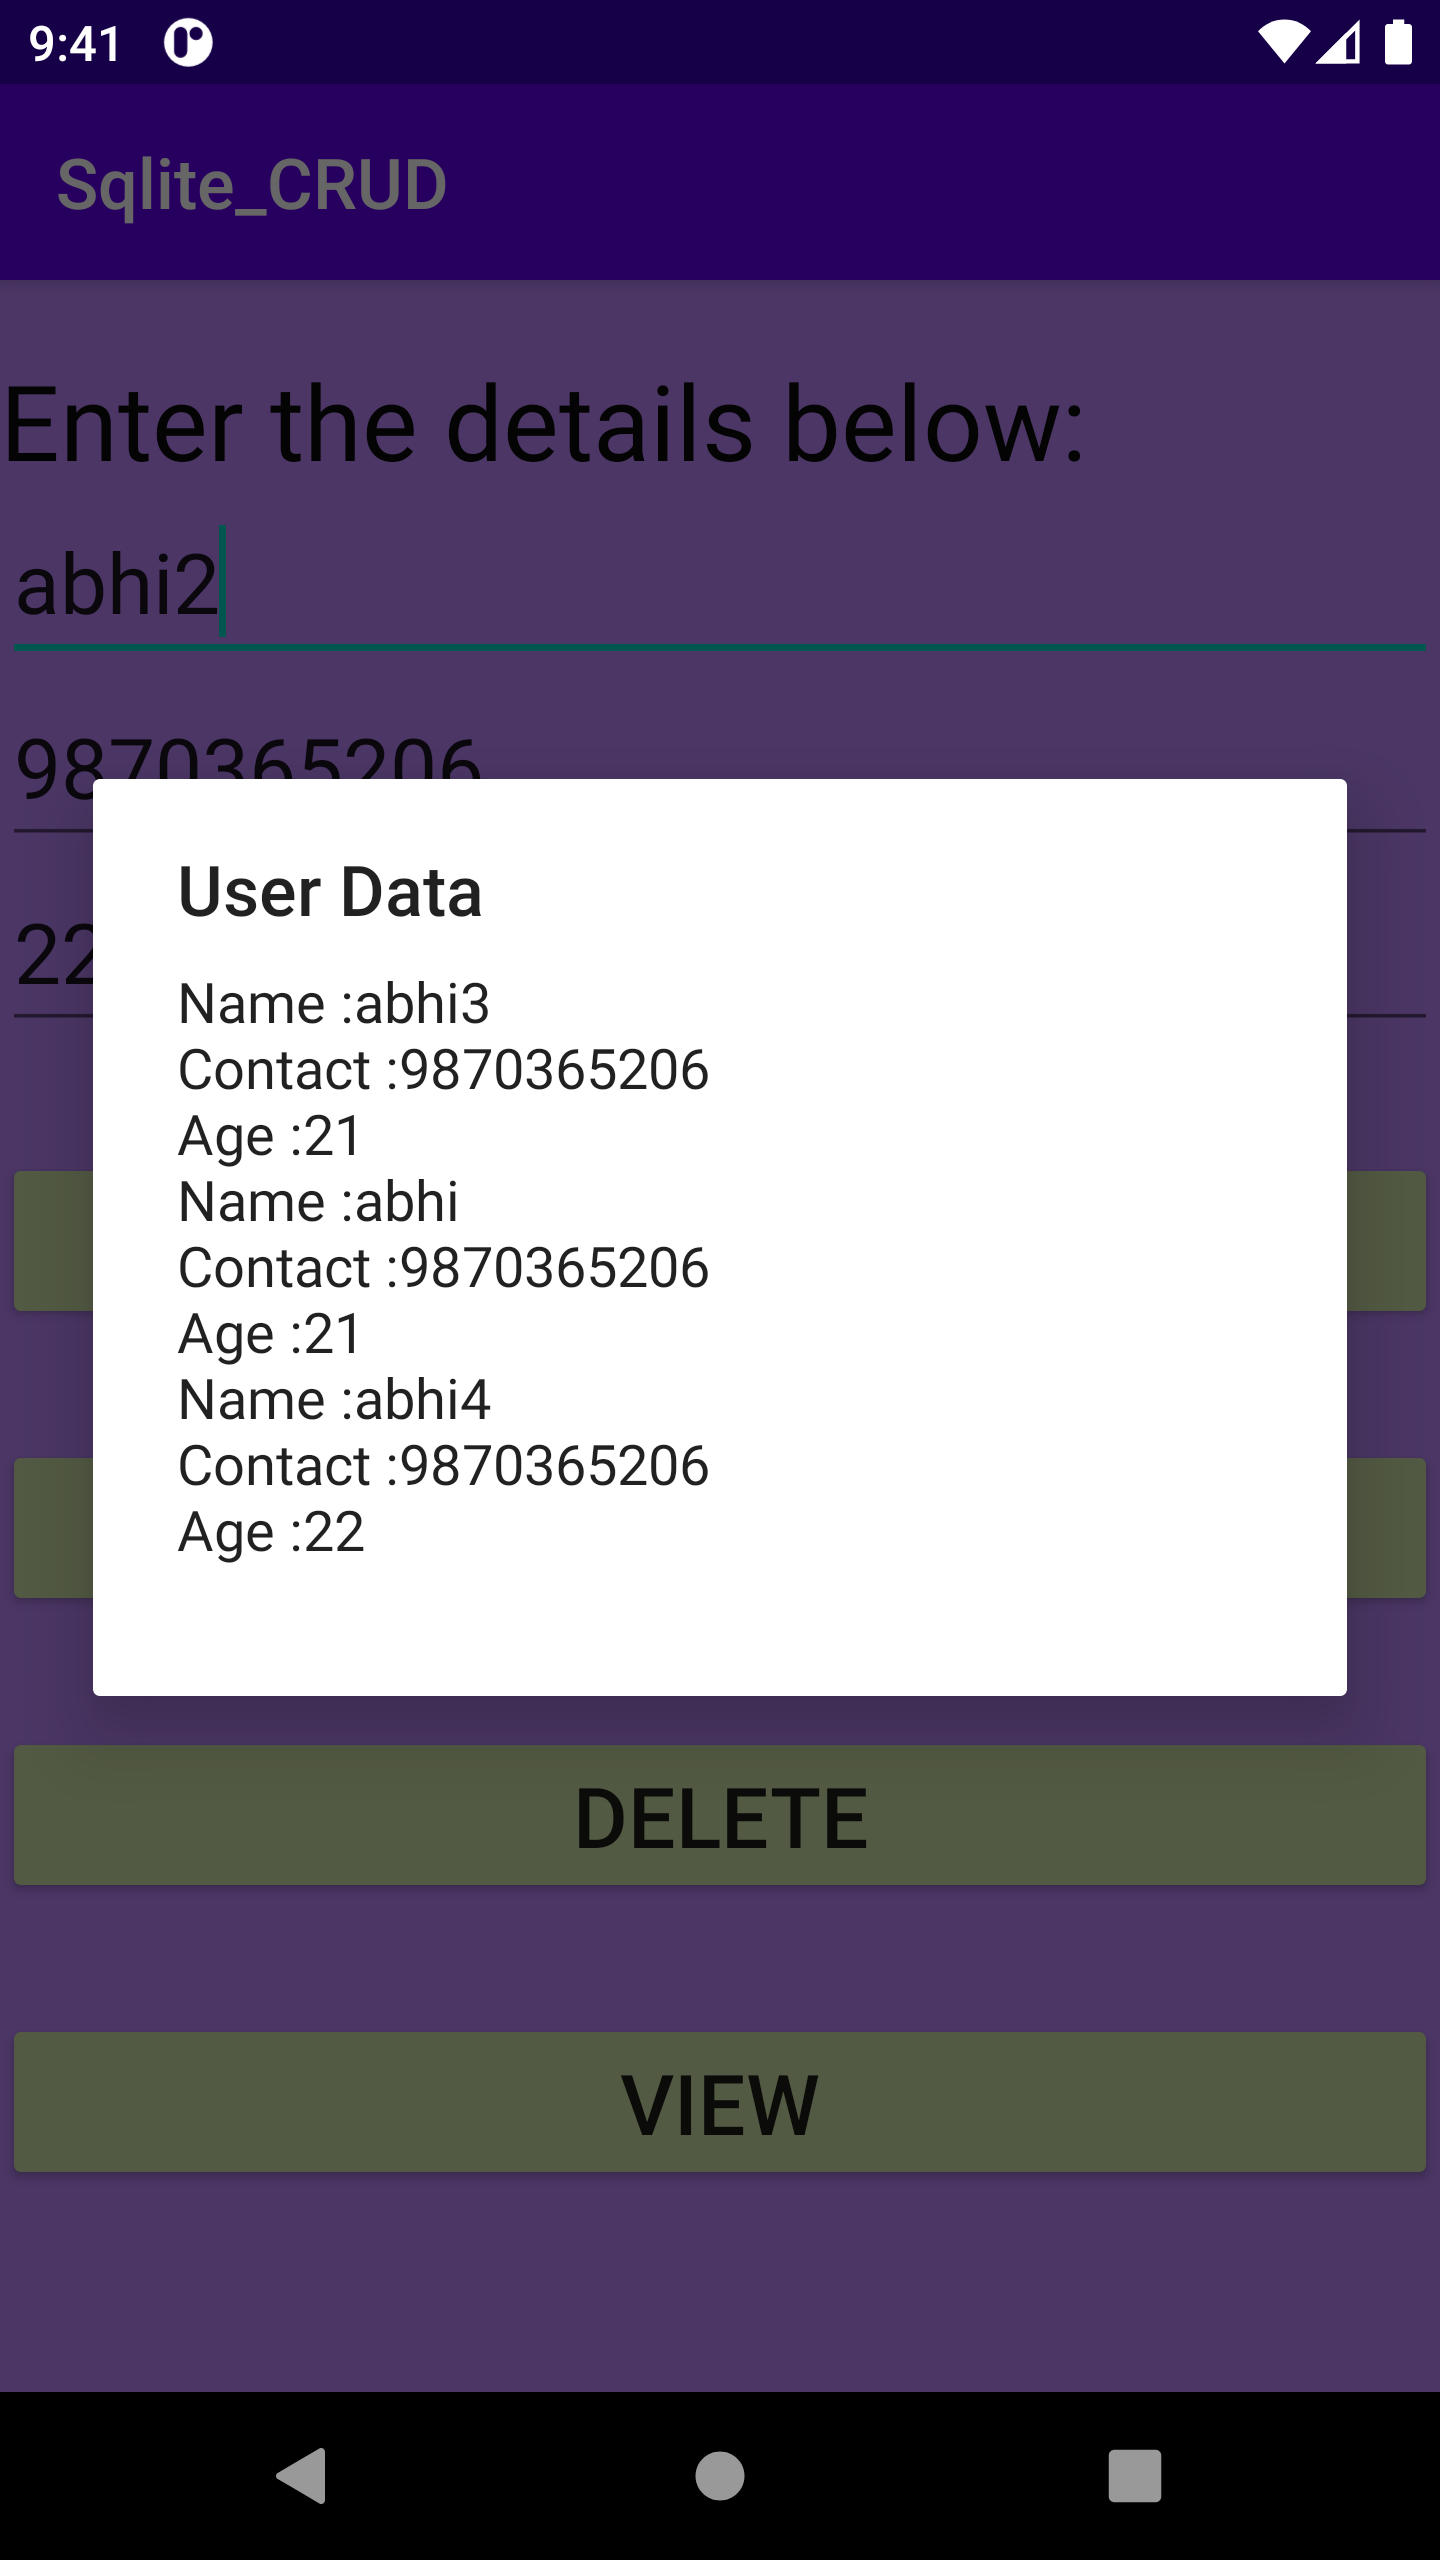 9:41
Sqlite_CRUD
Enter the details below:
abhi2
9870365206
22
User Data
Name :abhi3
Contact :9870365206
Age :21
Name :abhi
Contact :9870365206
Age :21
Name :abhi4
Contact :9870365206
Age :22
DELETE
VIEW